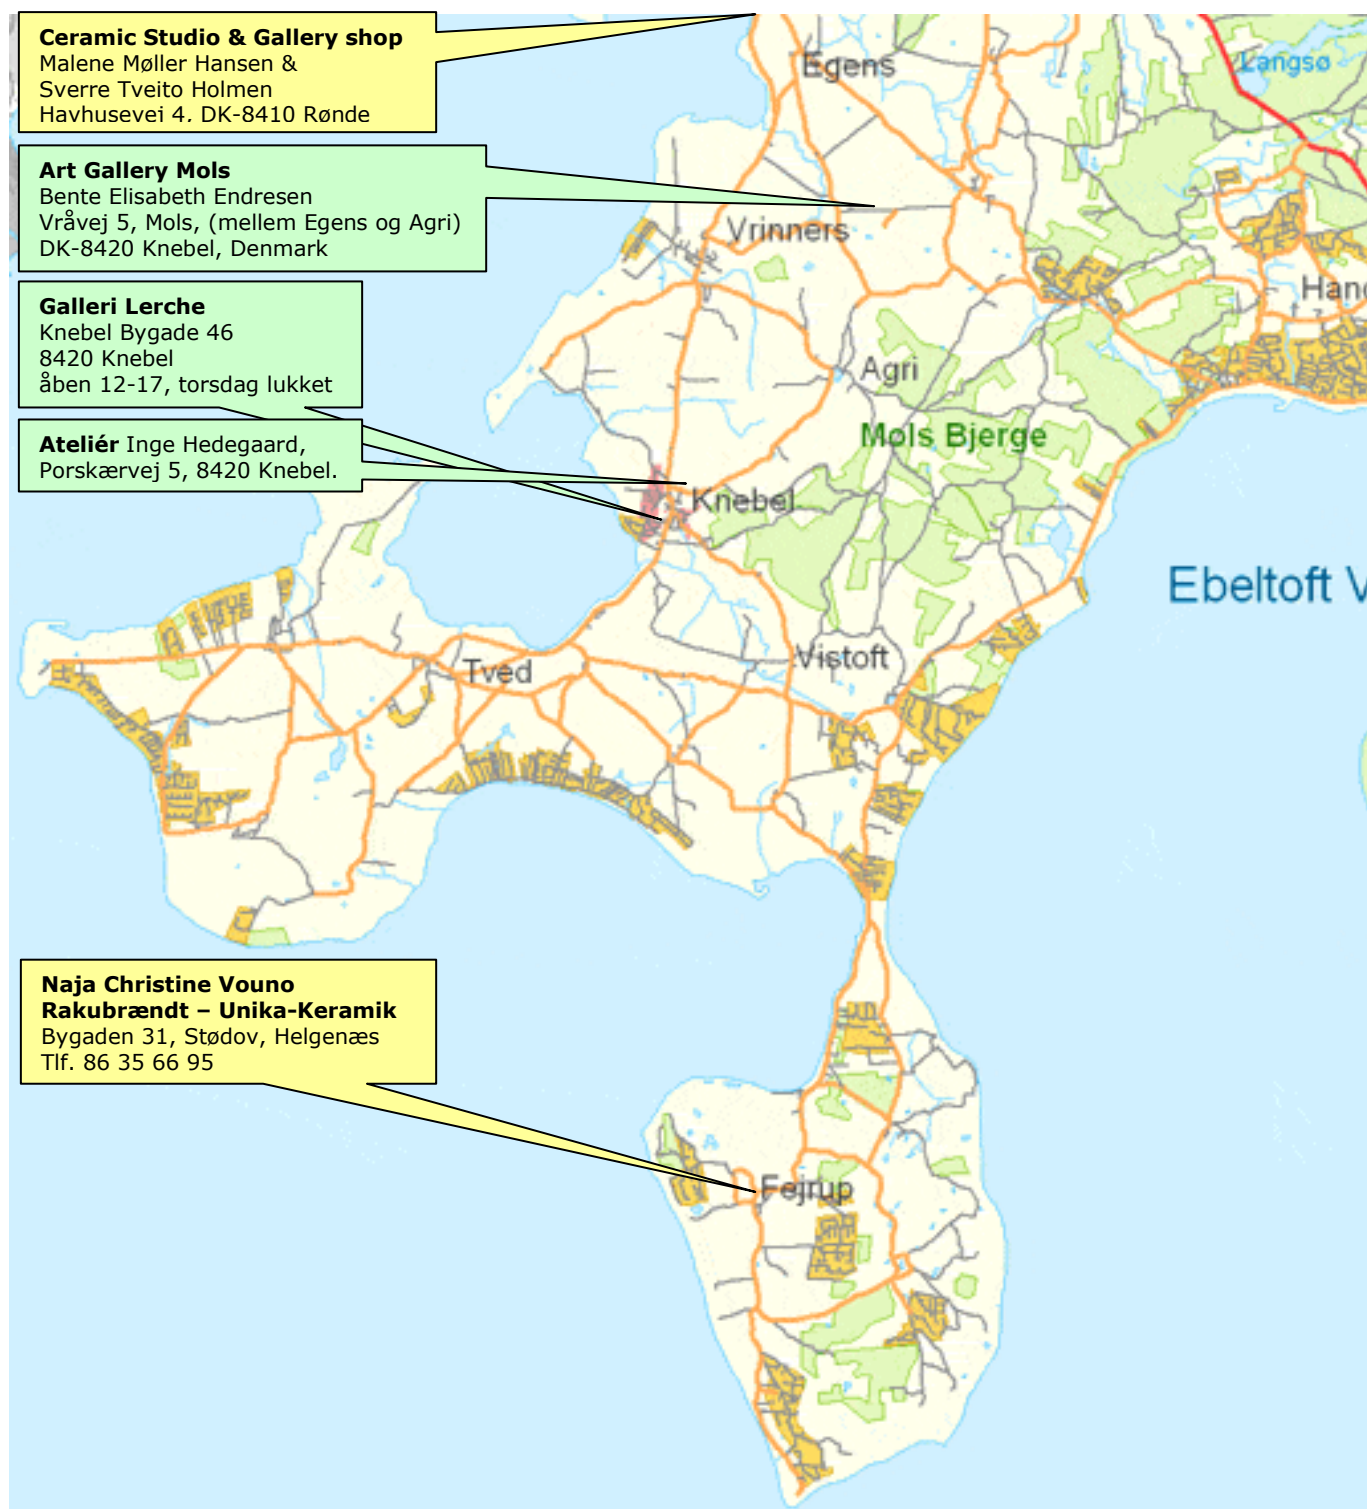 Ceramic Studio & Gallery shop
Malene Møller Hansen &
Sverre Tveito Holmen
Havhusevej 4. DK-8410 Rønde
Art Gallery Mols
Bente Elisabeth Endresen
Vråvej 5, Mols, (mellem Egens og Agri)
DK-8420 Knebel, Denmark
Galleri Lerche
Knebel Bygade 46
8420 Knebel
åben 12-17, torsdag lukket
Ateliér Inge Hedegaard,
Porskærvej 5, 8420 Knebel.
Naja Christine Vouno
Rakubrændt – Unika-Keramik
Bygaden 31, Stødov, Helgenæs
Tlf. 86 35 66 95
Egens
Langsø
Vrinners
Hand
Agri
Mols Bjerge
Knebel
Ebeltoft V
Vistoft
Tved
Fejrup